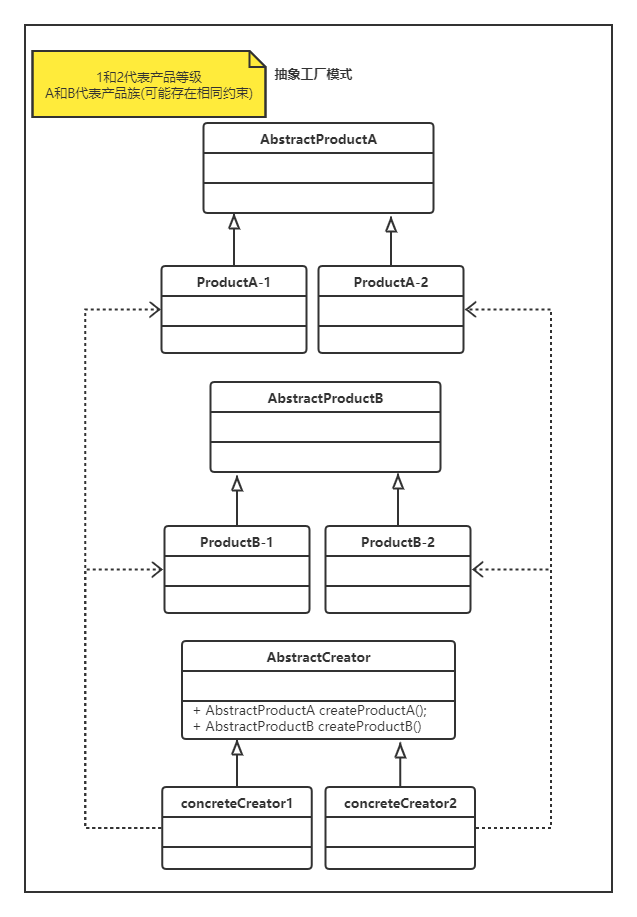 1和2代表产品等级
A和B代表产品族(可能存在相同约束)
抽象工厂模式
AbstractProductA
ProductA-1
ProductA-2
AbstractProductB
ProductB-1
ProductB-2
AbstractCreator
+ AbstractProductA createProductA();
+ AbstractProductB createProductB()
concreteCreator1
concreteCreator2